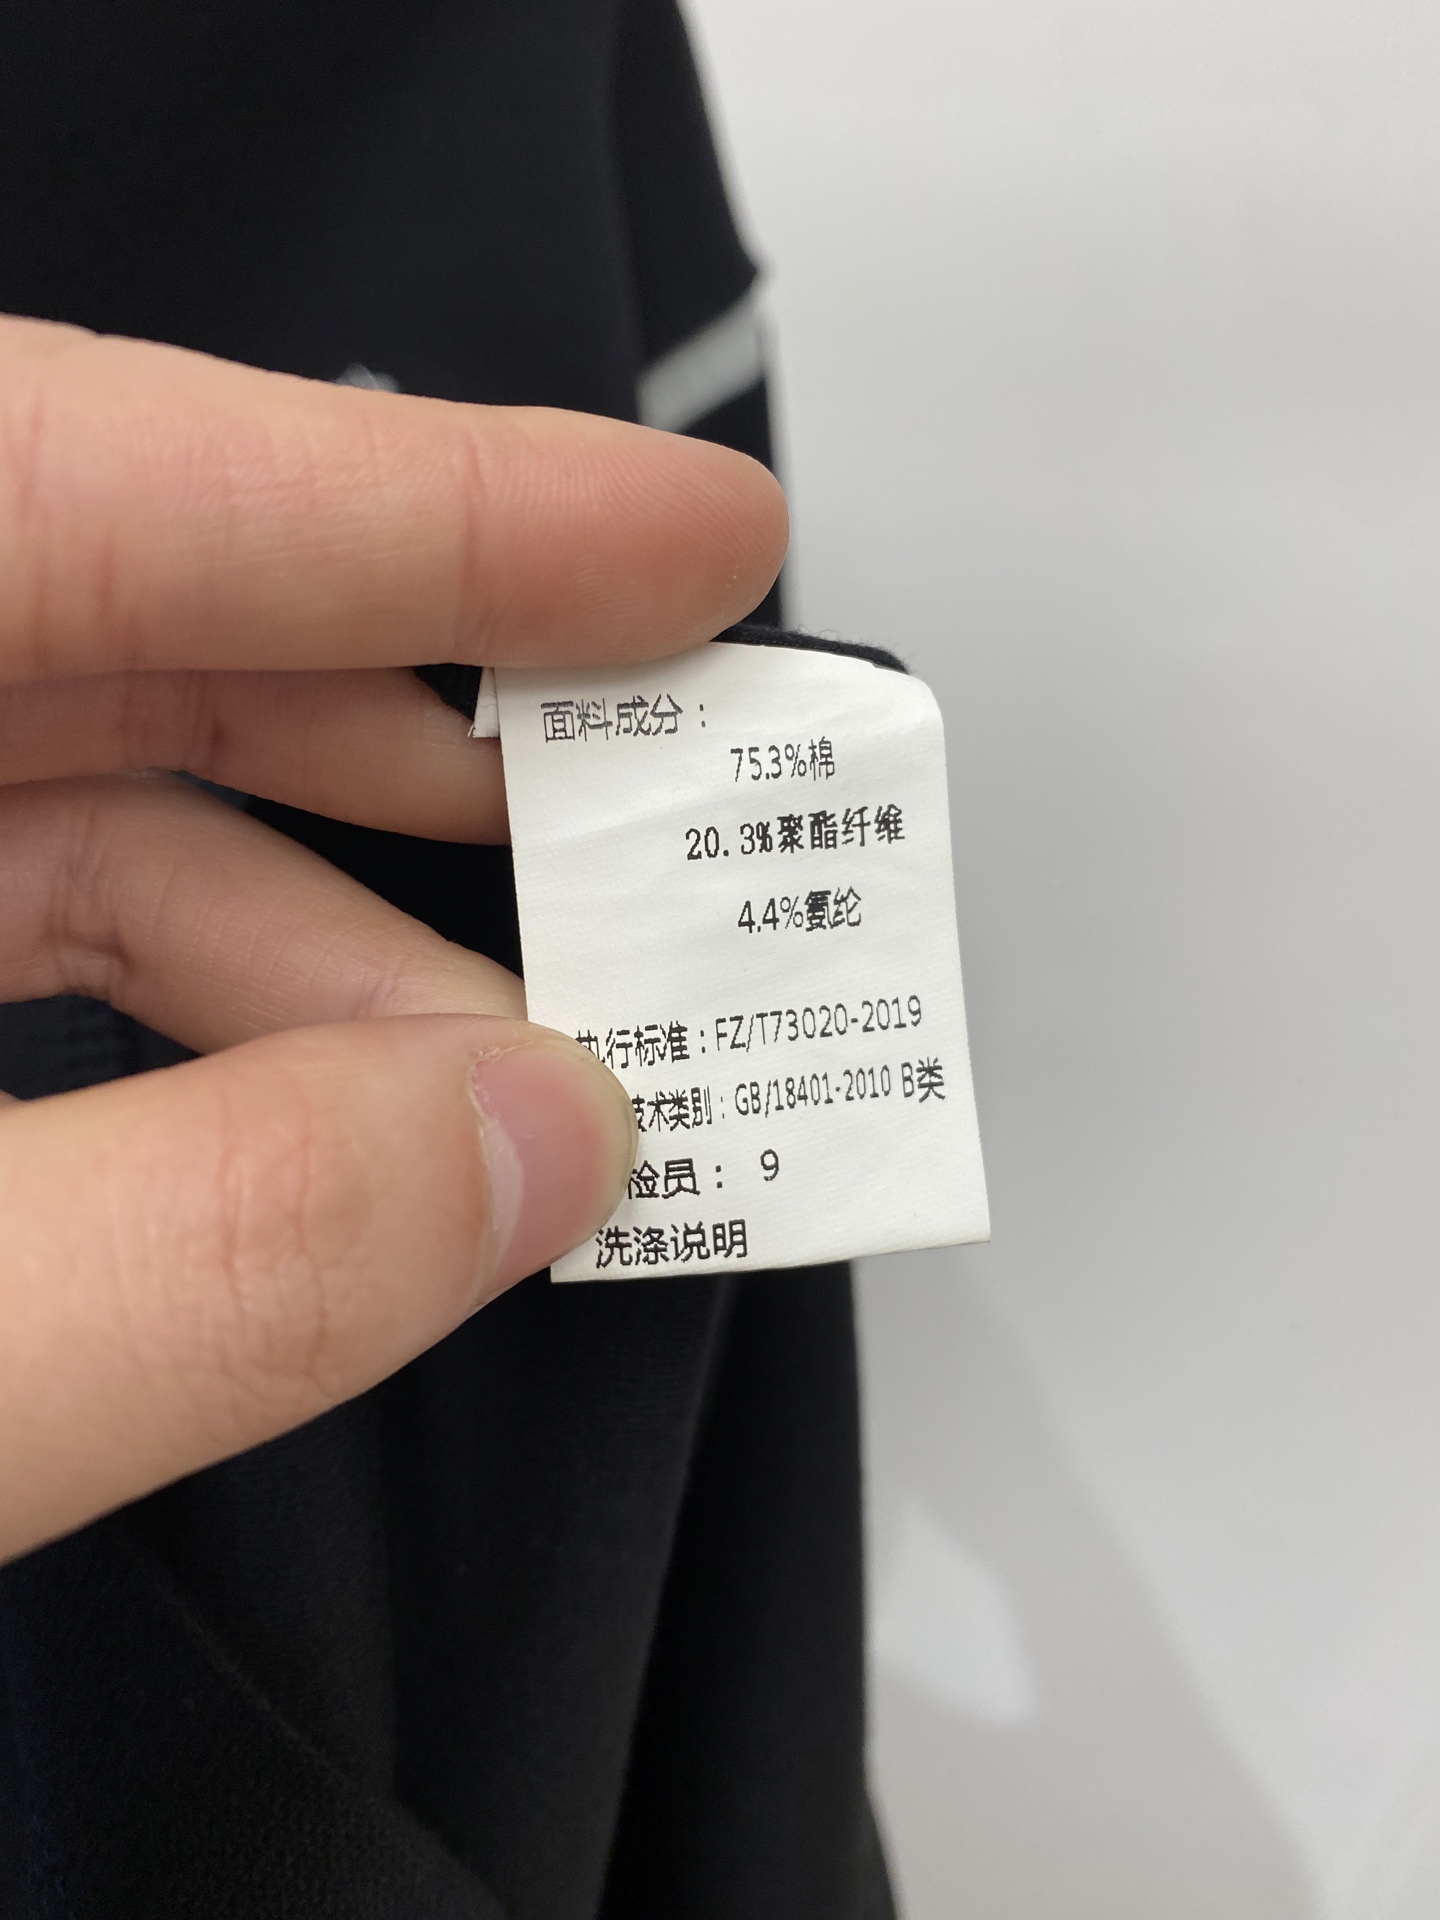 面料成分：
75.3%棉
20.3%聚酯纤维
4.4%氨纶
执行标准：FZ/T73020-2019
技术类别：GB/18401-2010 B类
检员： 9
洗涤说明